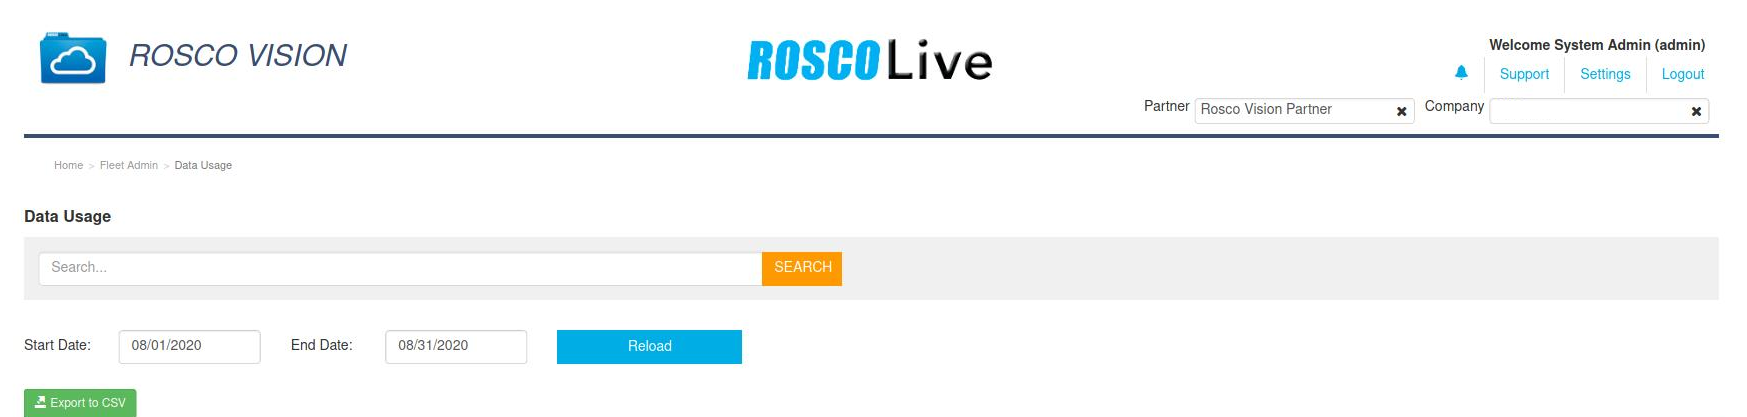 ROSCO VISION
ROSCO Live
Welcome System Admin (admin)
Support Settings Logout
Partner Rosco Vision Partner Company
Home > Fleet Admin > Data Usage
Data Usage
Search... SEARCH
Start Date: 08/01/2020 End Date: 08/31/2020 Reload
Export to CSV